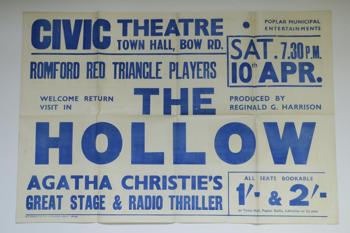 CIVIC THEATRE
TOWN HALL, BOW RD.
POPLAR MUNICIPAL
ENTERTAINMENTS
ROMFORD RED TRIANGLE PLAYERS
SAT. 7.30 P.M.
10TH APR.
WELCOME RETURN
VISIT IN
THE
PRODUCED BY
REGINALD G. HARRISON
HOLLOW
AGATHA CHRISTIE'S
GREAT STAGE & RADIO THRILLER
ALL SEATS BOOKABLE
1/- & 2/-